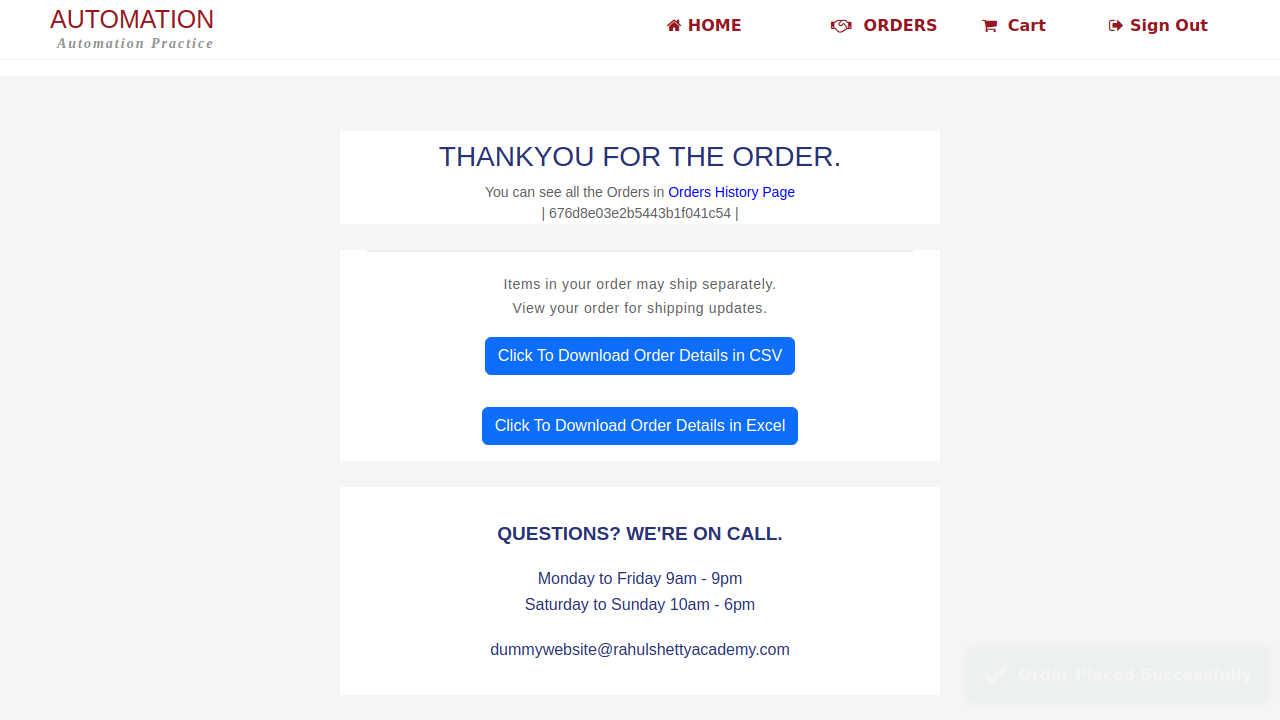 AUTOMATION
Automation Practice
HOME
ORDERS
Cart
Sign Out
THANKYOU FOR THE ORDER.
You can see all the Orders in Orders History Page
| 676d8e03e2b5443b1f041c54 |
Items in your order may ship separately.
View your order for shipping updates.
Click To Download Order Details in CSV
Click To Download Order Details in Excel
QUESTIONS? WE'RE ON CALL.
Monday to Friday 9am - 9pm
Saturday to Sunday 10am - 6pm
dummywebsite@rahulshettyacademy.com
Order Placed Successfully